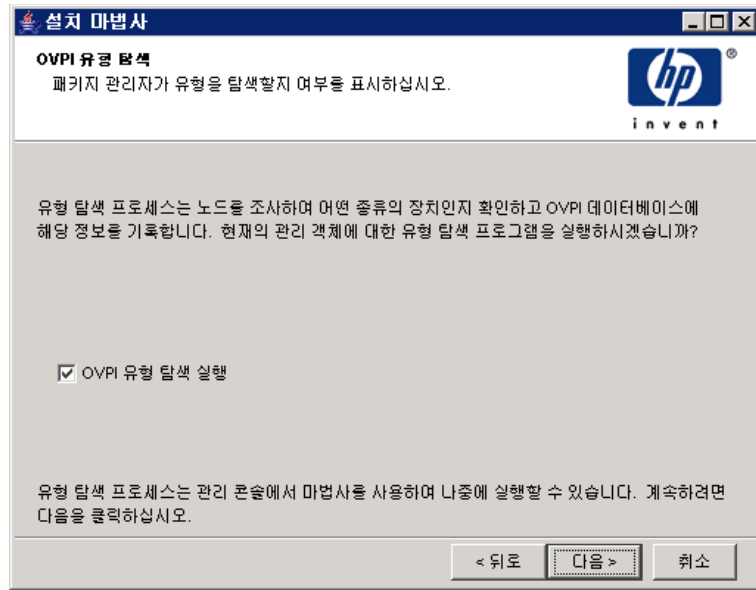 설치 마법사
OVPI 유형 탐색
패키지 관리자가 유형을 탐색할지 여부를 표시하십시오.
hp
®
invent
유형 탐색 프로세스는 노드를 조사하여 어떤 종류의 장치인지 확인하고 OVPI 데이터베이스에
해당 정보를 기록합니다. 현재의 관리 객체에 대한 유형 탐색 프로그램을 실행하시겠습니까?
OVPI 유형 탐색 실행
유형 탐색 프로세스는 관리 콘솔에서 마법사를 사용하여 나중에 실행할 수 있습니다. 계속하려면
다음을 클릭하십시오.
< 뒤로 다음 > 취소